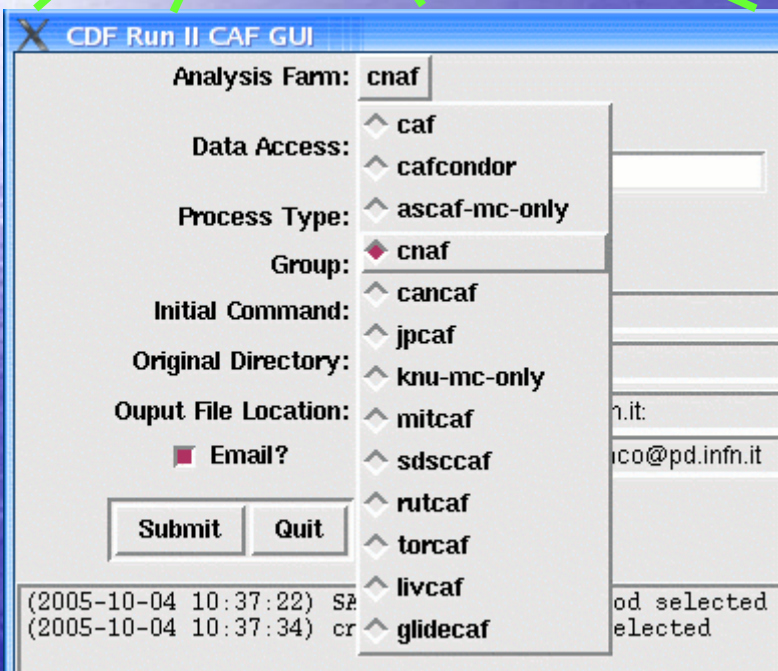 CDF Run II CAF GUI
Analysis Farm: cnaf
caf
Data Access:
cafcondor
Process Type:
ascaf-mc-only
cnaf
Group:
cancaf
Initial Command:
jpcaf
Original Directory:
knu-mc-only
Ouput File Location:
mitcaf
n.it:
Email?
sdsccaf
nco@pd.infn.it
rutcaf
Submit Quit
torcaf
livcaf
(2005-10-04 10:37:22) SA od selected
(2005-10-04 10:37:34) cr elected
glidecaf